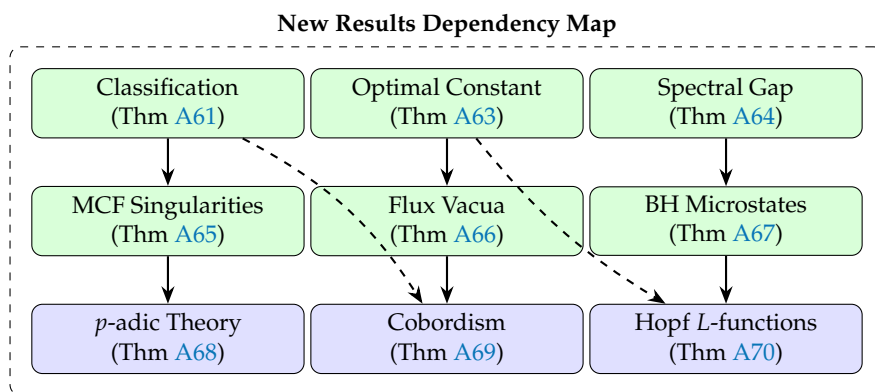 New Results Dependency Map
Classification
(Thm A61)
Optimal Constant
(Thm A63)
Spectral Gap
(Thm A64)
MCF Singularities
(Thm A65)
Flux Vacua
(Thm A66)
BH Microstates
(Thm A67)
p-adic Theory
(Thm A68)
Cobordism
(Thm A69)
Hopf L-functions
(Thm A70)